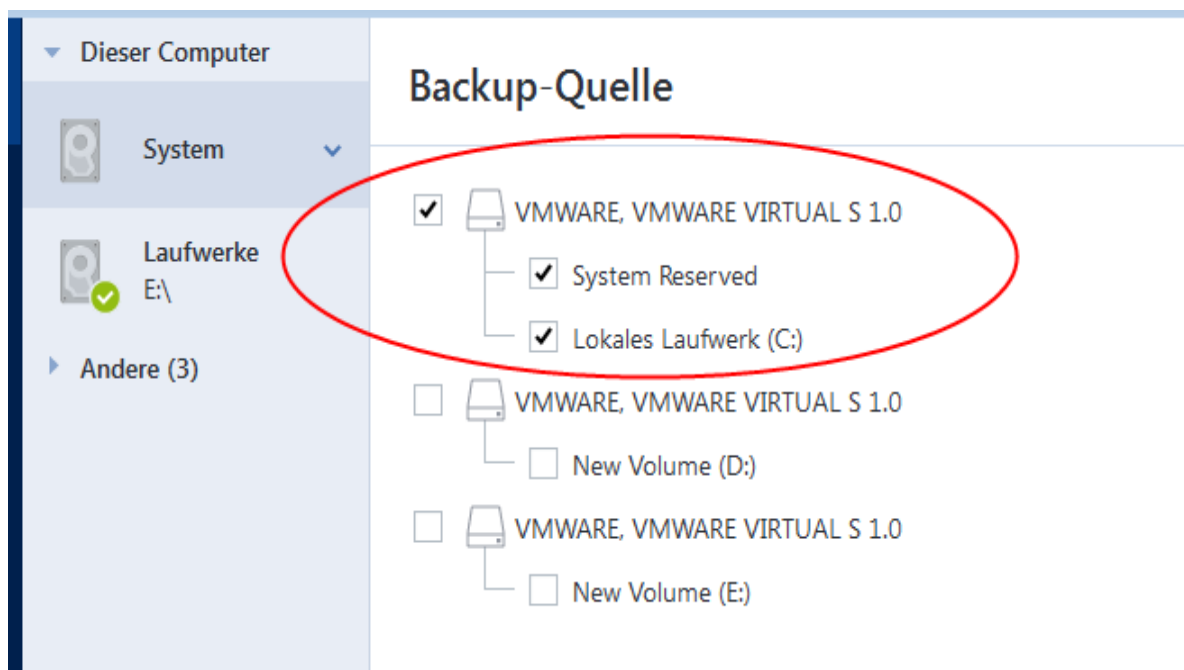 Dieser Computer
System
Laufwerke
E:\
Andere (3)
Backup-Quelle
VMWARE, VMWARE VIRTUAL S 1.0
System Reserved
Lokales Laufwerk (C:)
VMWARE, VMWARE VIRTUAL S 1.0
New Volume (D:)
VMWARE, VMWARE VIRTUAL S 1.0
New Volume (E:)